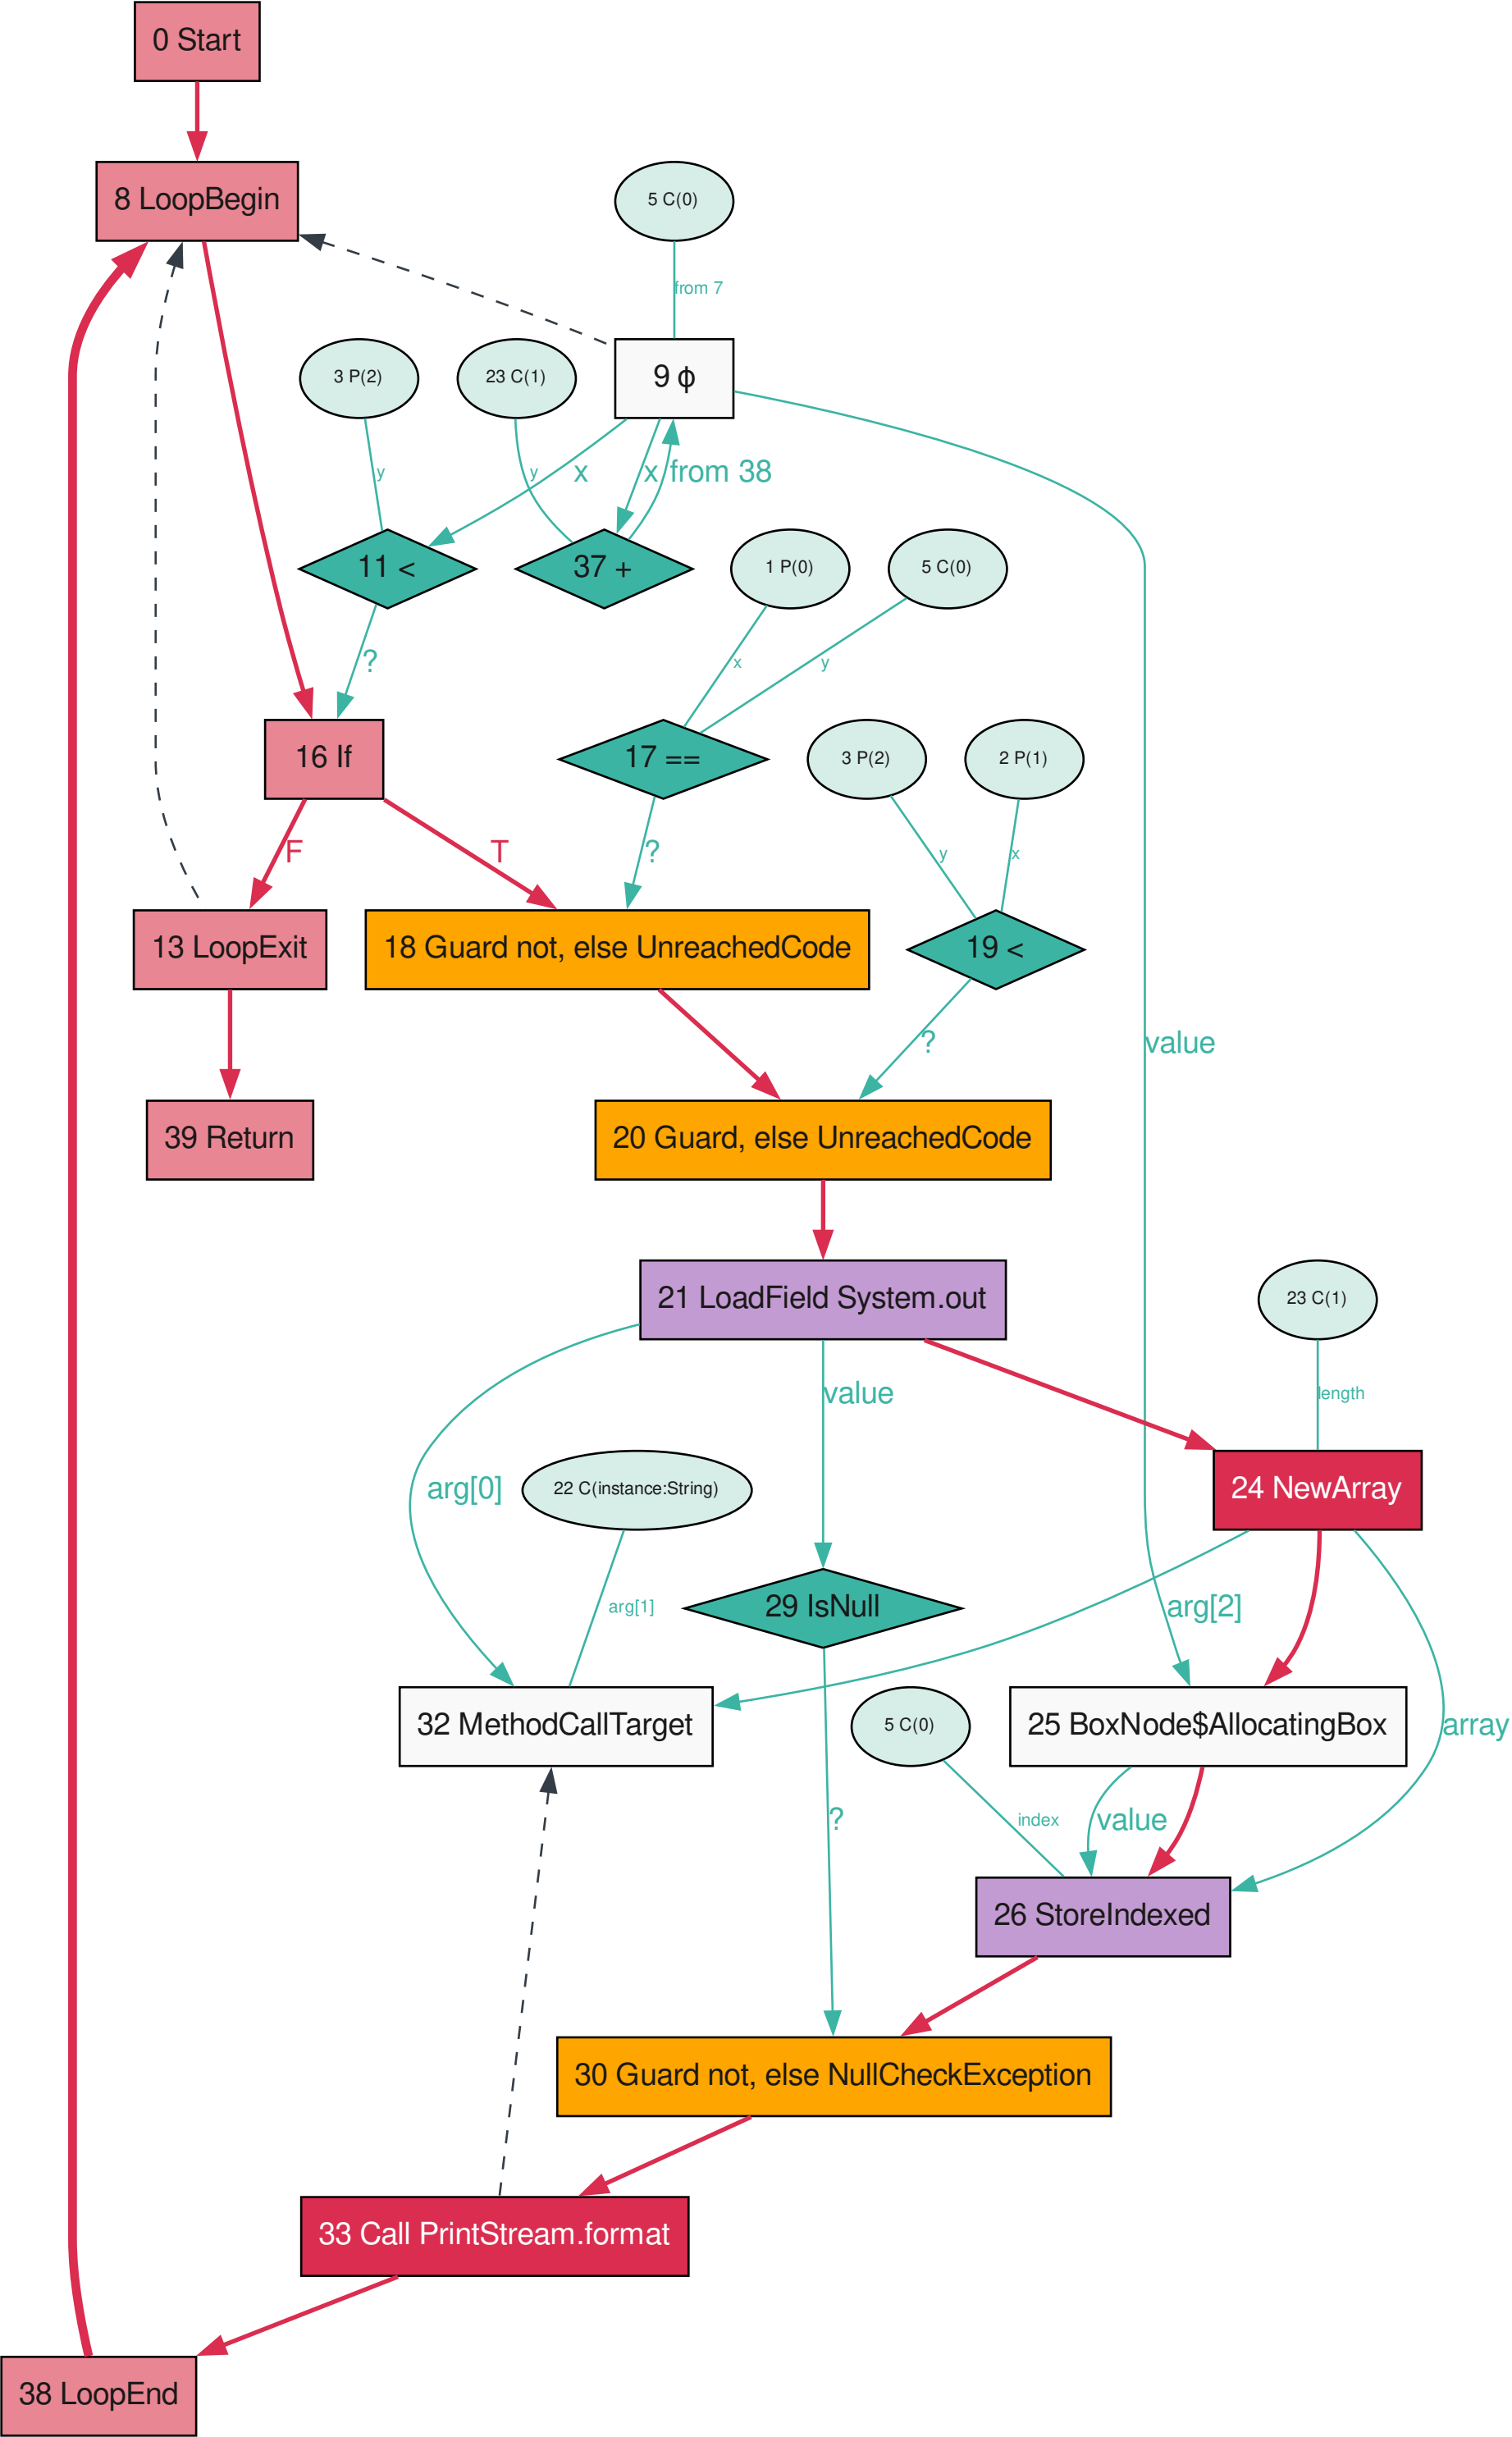 0 Start
8 LoopBegin
5 C(0)
from 7
3 P(2)
23 C(1)
9 ϕ
y
y
x
x
from 38
11 <
37 +
1 P(0)
5 C(0)
?
x
y
16 If
17 ==
3 P(2)
2 P(1)
F
T
?
y
x
13 LoopExit
18 Guard not, else UnreachedCode
19 <
?
value
39 Return
20 Guard, else UnreachedCode
21 LoadField System.out
23 C(1)
value
length
arg[0]
22 C(instance:String)
24 NewArray
arg[1]
29 IsNull
arg[2]
32 MethodCallTarget
5 C(0)
25 BoxNode$AllocatingBox
array
?
index
value
26 StoreIndexed
30 Guard not, else NullCheckException
33 Call PrintStream.format
38 LoopEnd